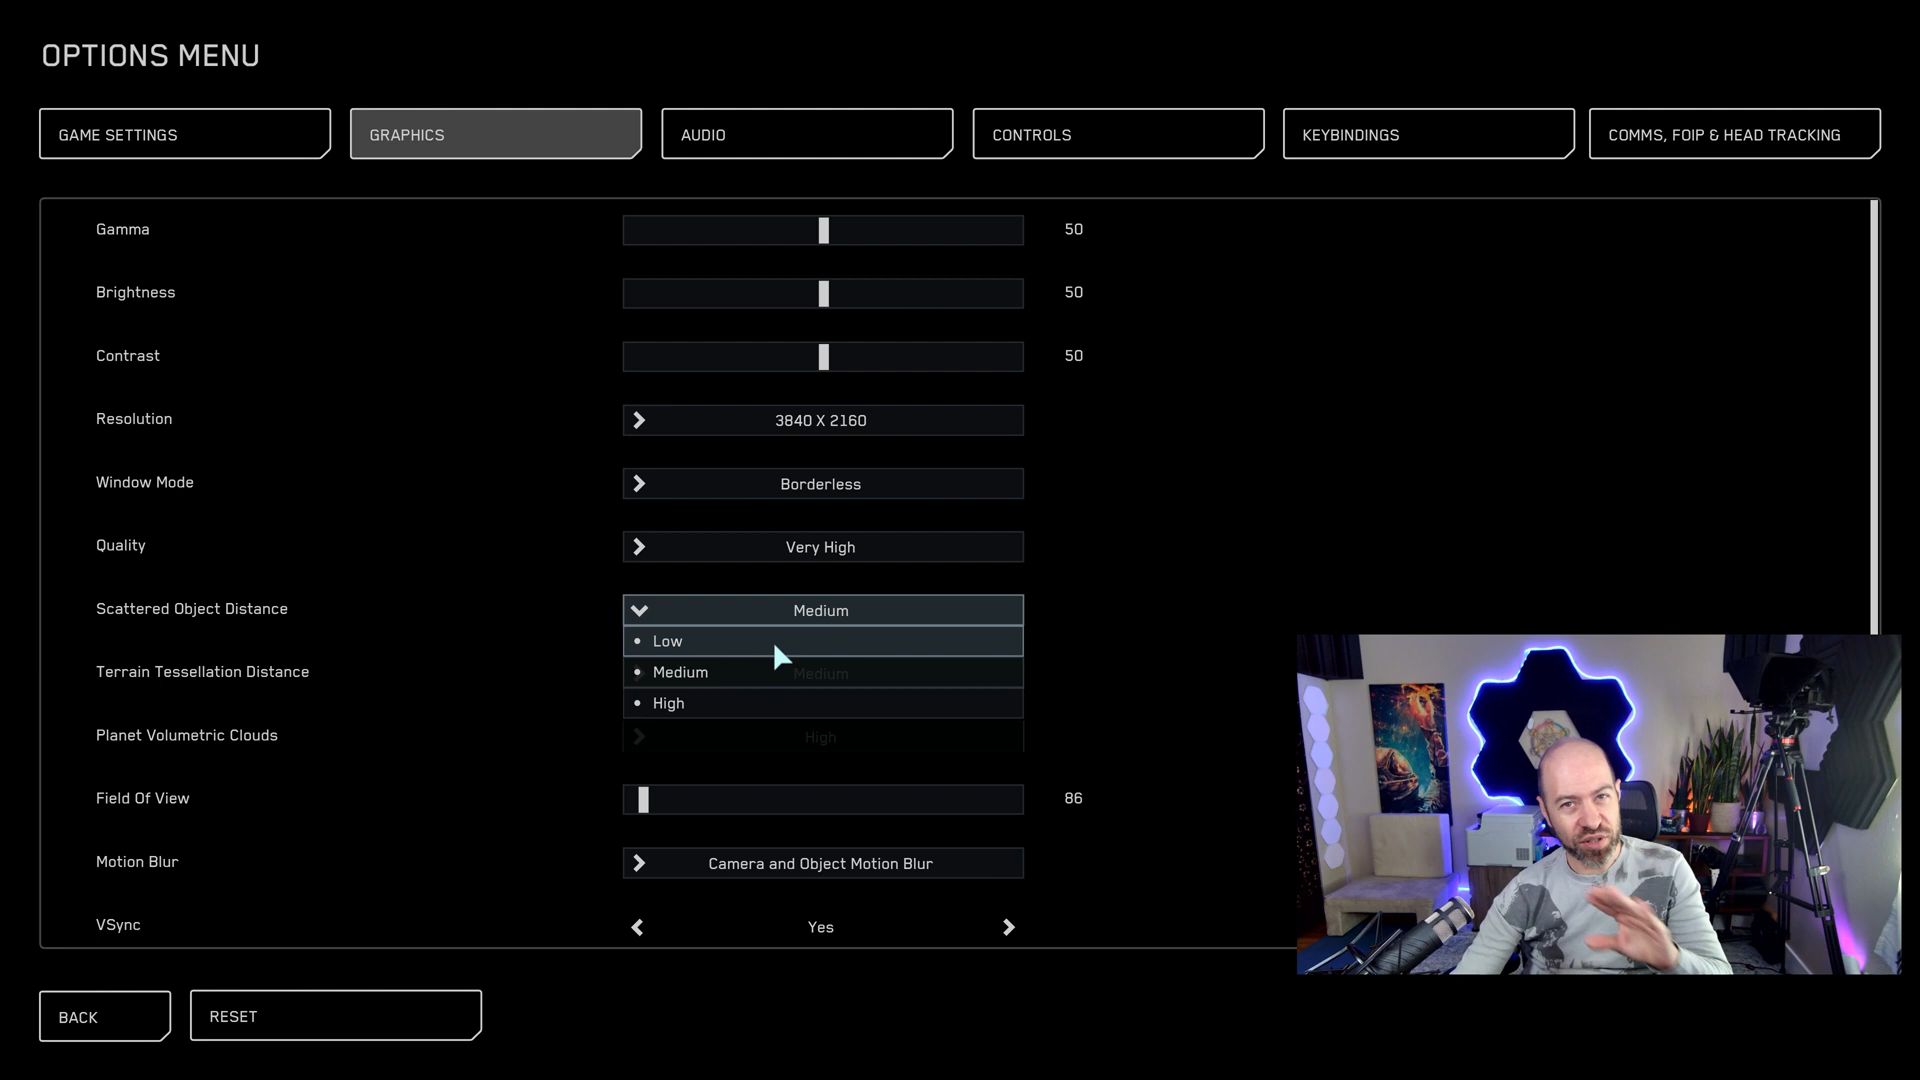 OPTIONS MENU
GAME SETTINGS
GRAPHICS
AUDIO
CONTROLS
KEYBINDINGS
COMMS, FOIP & HEAD TRACKING
Gamma
50
Brightness
50
Contrast
50
Resolution
3840 X 2160
Window Mode
Borderless
Quality
Very High
Scattered Object Distance
Medium
Low
Terrain Tessellation Distance
Medium
Medium
High
Planet Volumetric Clouds
High
Field Of View
86
Motion Blur
Camera and Object Motion Blur
VSync
Yes
BACK
RESET